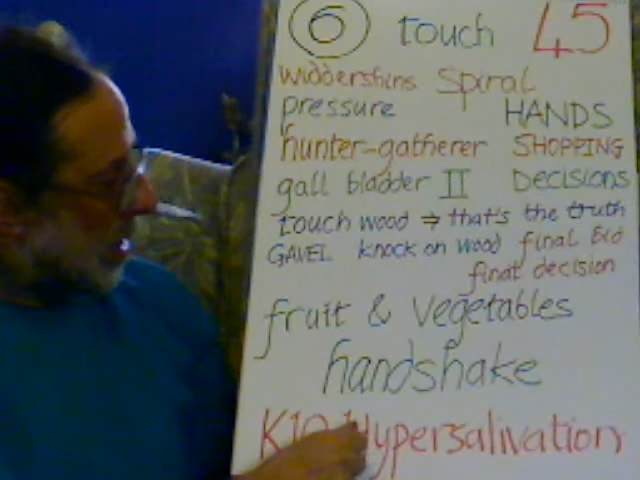 6 touch 45
widdershins spiral
pressure HANDS
hunter-gatherer SHOPPING
gall bladder II DECISIONS
touch wood ⇒ that's the truth
GAVEL knock on wood final bid
final decision
fruit & vegetables
handshake
K10 Hypersalivation